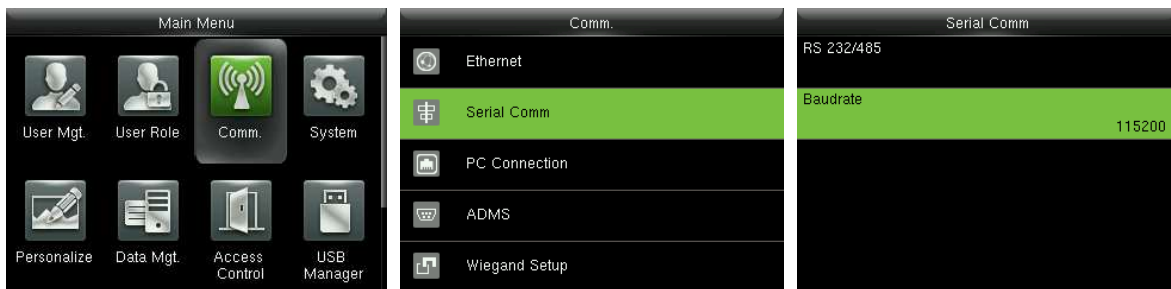 Main Menu
User Mgt.
User Role
Comm.
System
Personalize
Data Mgt.
Access
Control
USB
Manager
Comm.
Ethernet
Serial Comm
PC Connection
ADMS
Wiegand Setup
Serial Comm
RS 232/485
Baudrate
115200